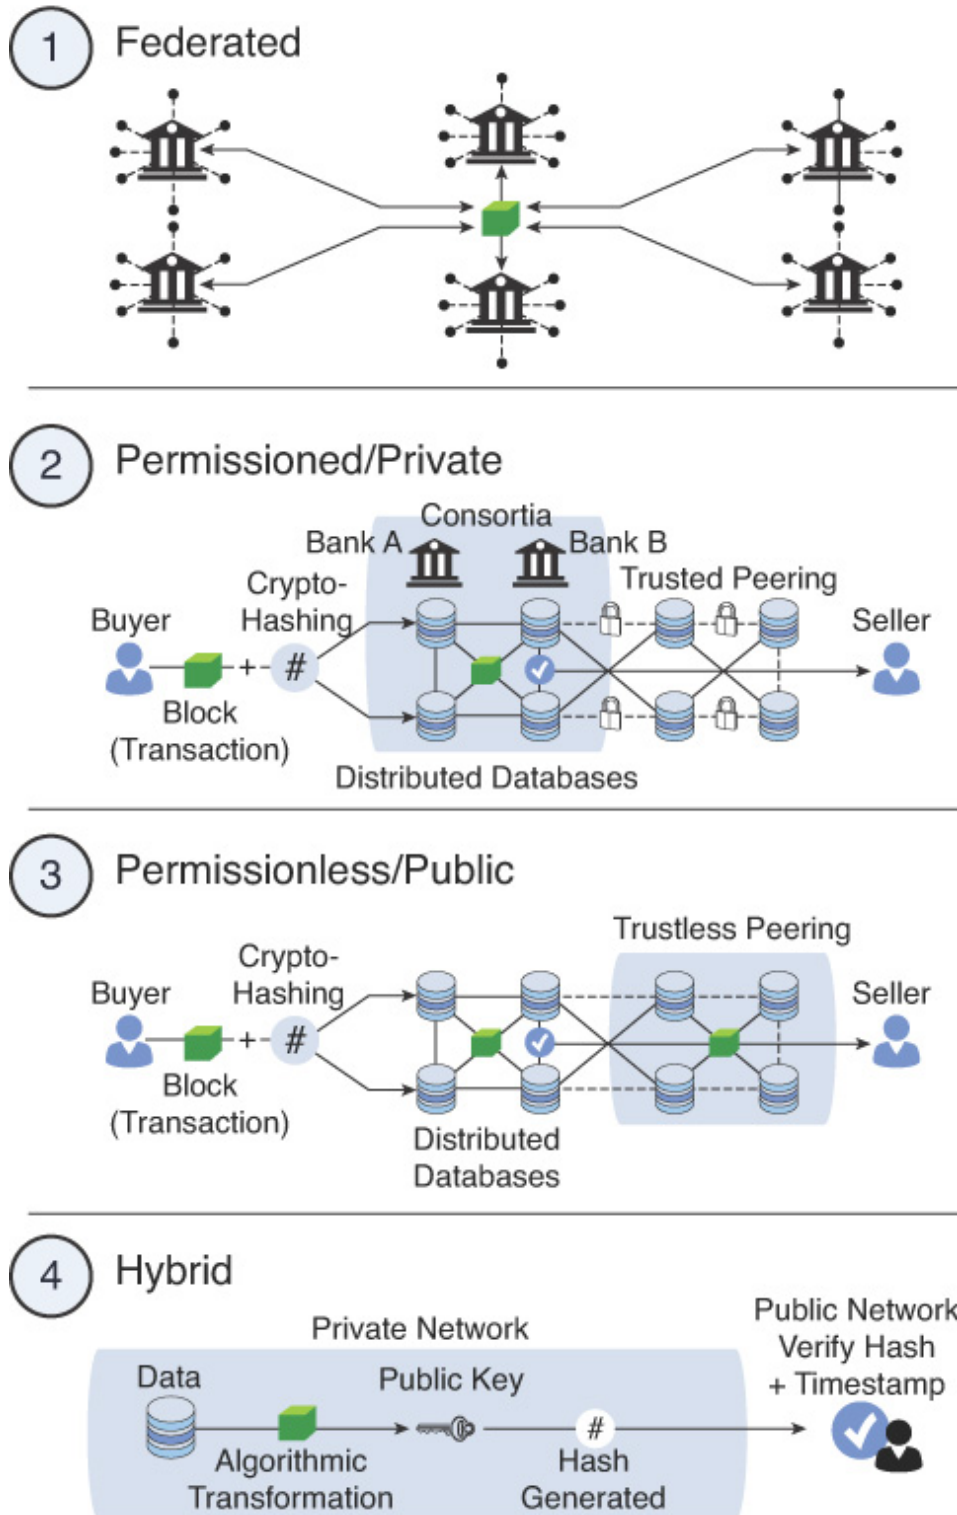 1 Federated
2 Permissioned/Private
Consortia
Bank A
Bank B
Crypto-
Hashing
Trusted Peering
Buyer
Seller
+ #
Block
(Transaction)
Distributed Databases
3 Permissionless/Public
Trustless Peering
Crypto-
Hashing
Buyer
Seller
+ #
Block
(Transaction)
Distributed
Databases
4 Hybrid
Private Network
Public Network
Verify Hash
+ Timestamp
Data
Public Key
#
Algorithmic
Transformation
Hash
Generated